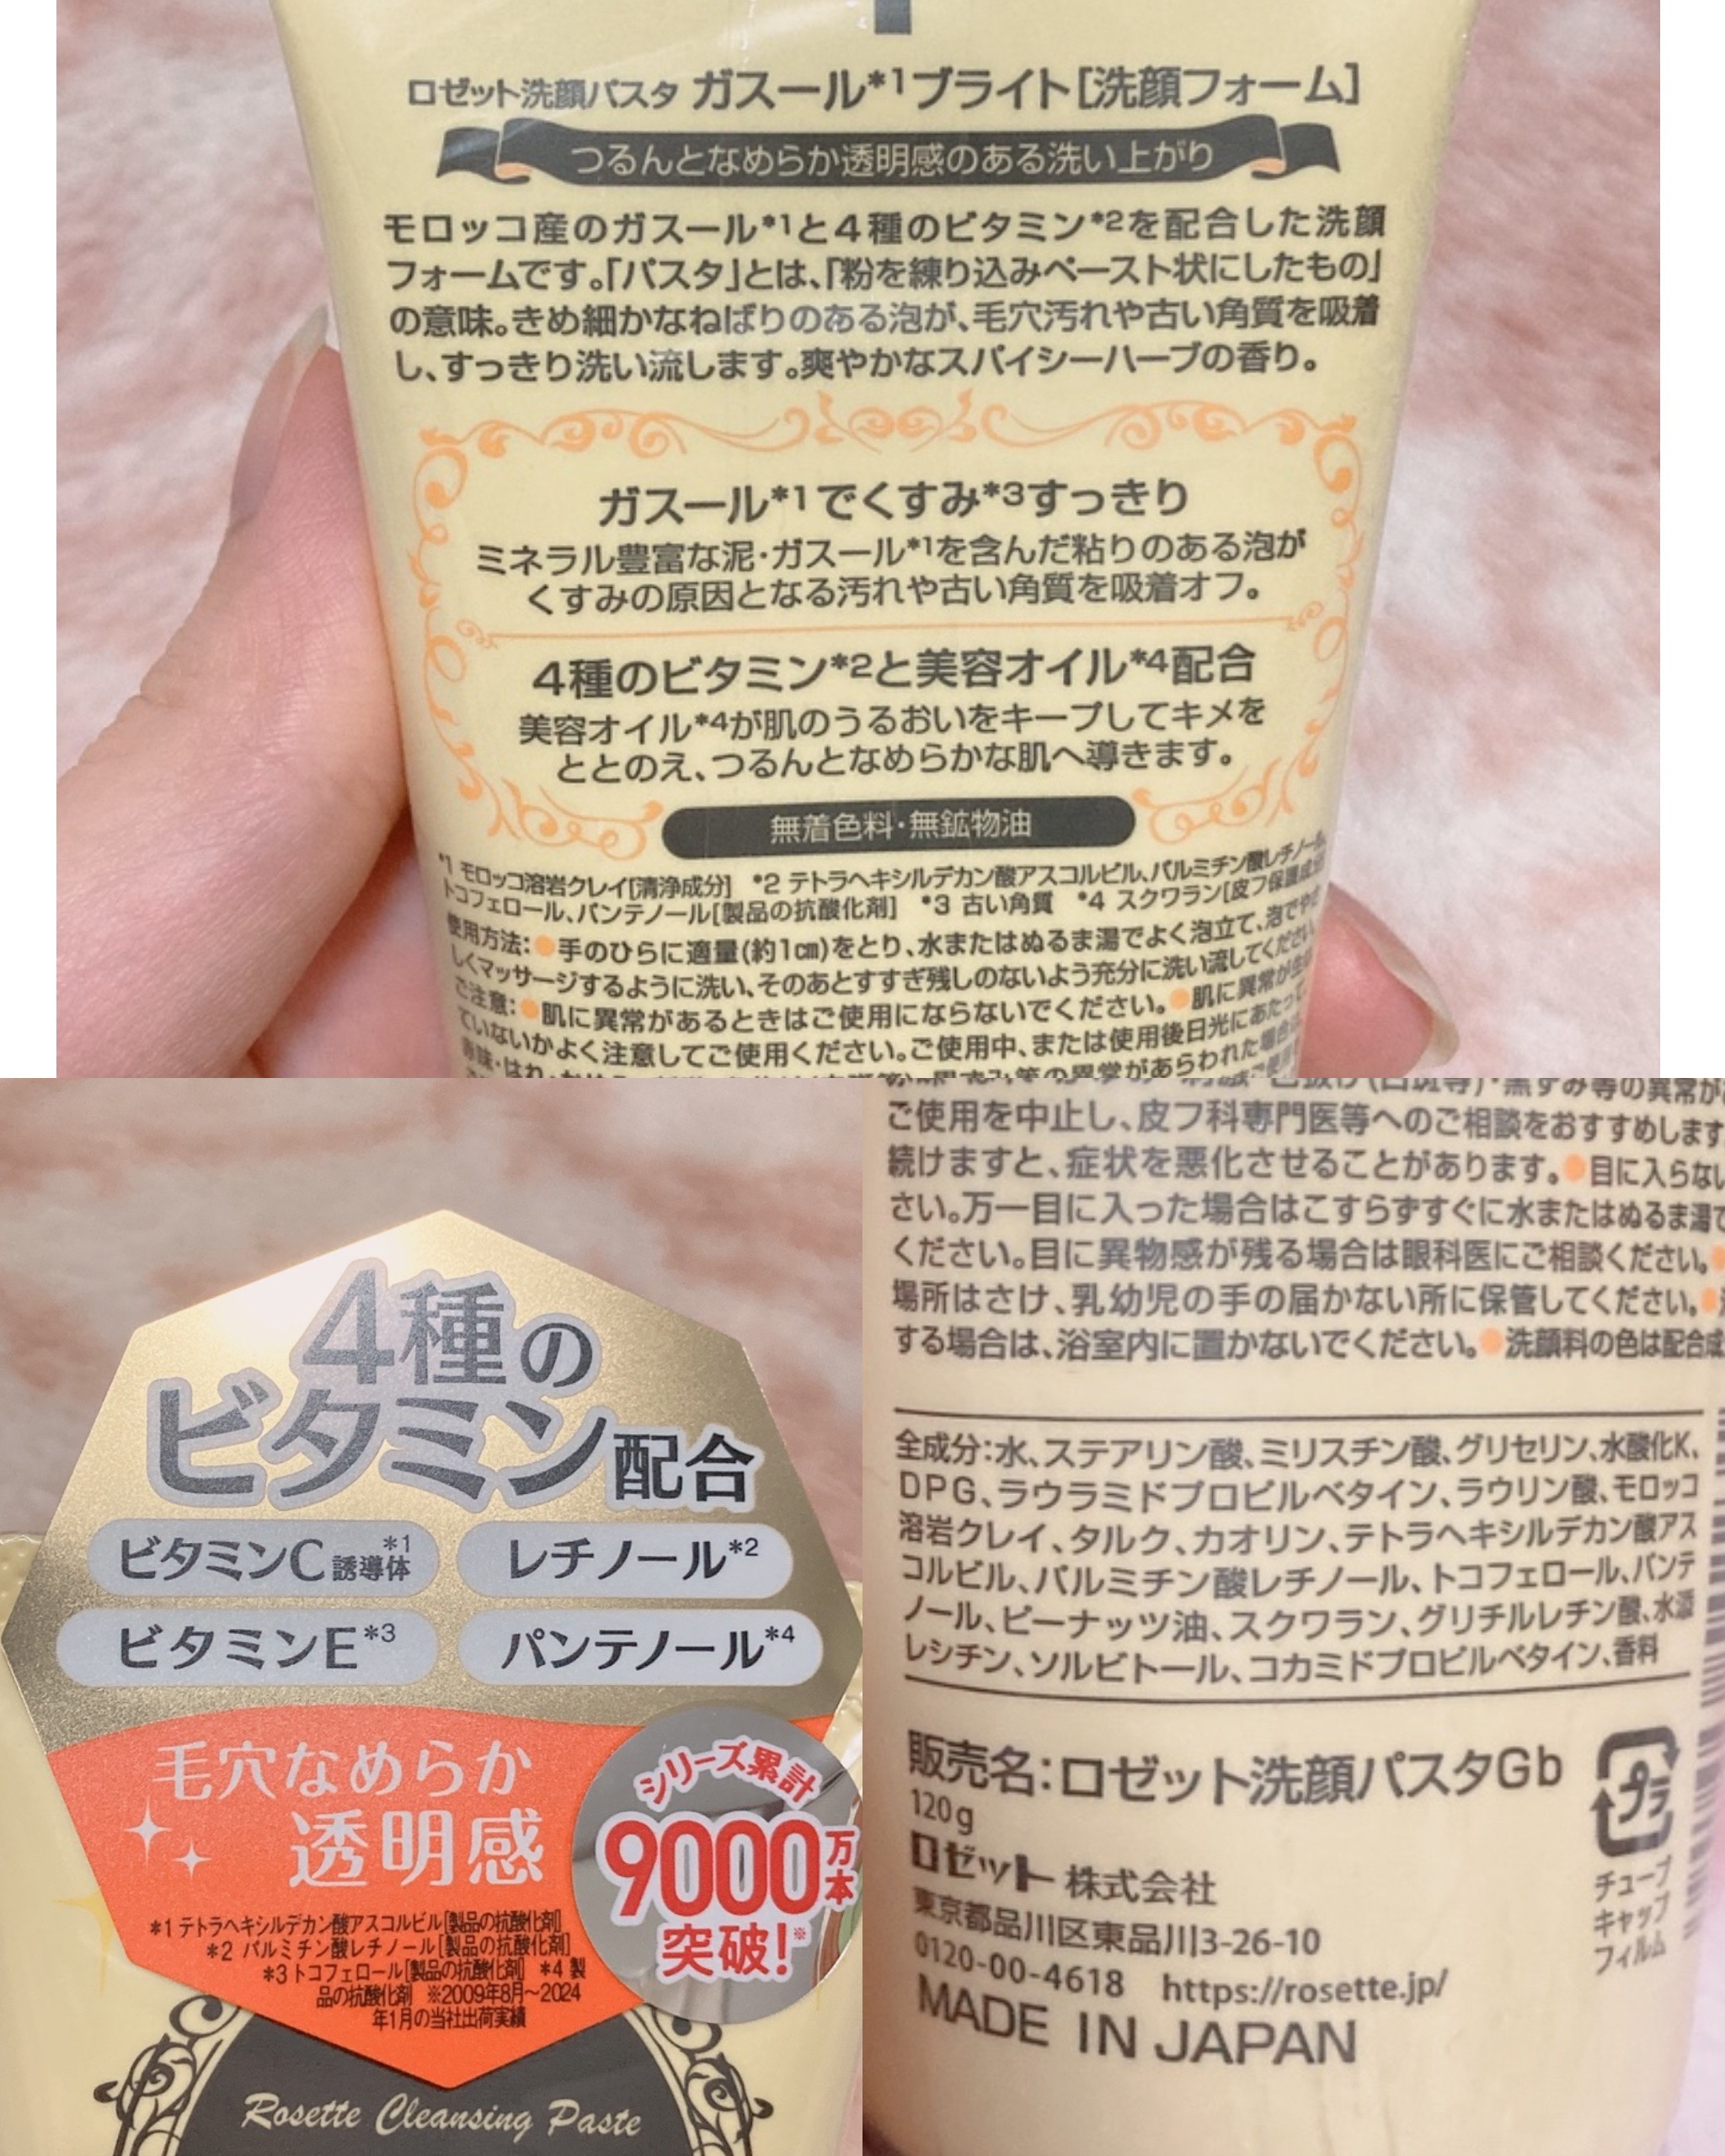 ロゼット洗顔パスタ ガスール*1ブライト[洗顔フォーム]
つるんとなめらか透明感のある洗い上がり
モロッコ産のガスール*1と4種のビタミン*2を配合した洗顔
フォームです。「パスタ」とは、「粉を練り込みペースト状にしたもの」
の意味。きめ細かなねばりのある泡が、毛穴汚れや古い角質を吸着
し、すっきり洗い流します。爽やかなスパイシーハーブの香り。
ガスール*1でくすみ*3すっきり
ミネラル豊富な泥・ガスール*1を含んだ粘りのある泡が
くすみの原因となる汚れや古い角質を吸着オフ。
4種のビタミン*2と美容オイル*4配合
美容オイル*4が肌のうるおいをキープしてキメを
ととのえ、つるんとなめらかな肌へ導きます。
無着色料・無鉱物油
*1 モロッコ溶岩クレイ[清浄成分] *2 テトラヘキシルデカン酸アスコルビル、パルミチン酸レチノール、
トコフェロール、パンテノール[製品の抗酸化剤] *3 古い角質 *4 スクワラン[皮フ保護成分]
使用方法:●手のひらに適量(約1cm)をとり、水またはぬるま湯でよく泡立て、泡でやさ
しくマッサージするように洗い、そのあとすすぎ残しのないよう充分に洗い流してください。
ご注意:●肌に異常があるときはご使用にならないでください。●肌に異常が生じ
ていないかよく注意してご使用ください。ご使用中、または使用後日光にあたって
等の異常があらわれた場合は
4種の
ビタミン配合
ビタミンC誘導体*1
レチノール*2
ビタミンE*3
パンテノール*4
毛穴なめらか
透明感
シリーズ累計
9000万本
突破!※
*1 テトラヘキシルデカン酸アスコルビル[製品の抗酸化剤]
*2 パルミチン酸レチノール[製品の抗酸化剤]
*3 トコフェロール[製品の抗酸化剤] *4 製
品の抗酸化剤 ※2009年8月〜2024
年1月の当社出荷実績
Rosette Cleansing Paste
(白斑等)・黒ずみ等の異常が
ご使用を中止し、皮フ科専門医等へのご相談をおすすめします
続けますと、症状を悪化させることがあります。●目に入らない
さい。万一目に入った場合はこすらずすぐに水またはぬるま湯で
ください。目に異物感が残る場合は眼科医にご相談ください。●
場所はさけ、乳幼児の手の届かない所に保管してください。●
する場合は、浴室内に置かないでください。●洗顔料の色は配合成
全成分:水、ステアリン酸、ミリスチン酸、グリセリン、水酸化K、
DPG、ラウラミドプロピルベタイン、ラウリン酸、モロッコ
溶岩クレイ、タルク、カオリン、テトラヘキシルデカン酸アス
コルビル、パルミチン酸レチノール、トコフェロール、パンテ
ノール、ピーナッツ油、スクワラン、グリチルレチン酸、水添
レシチン、ソルビトール、コカミドプロピルベタイン、香料
販売名:ロゼット洗顔パスタGb
120g
ロゼット株式会社
東京都品川区東品川3-26-10
0120-00-4618 https://rosette.jp/
MADE IN JAPAN
プラ
チューブ
キャップ
フィルム